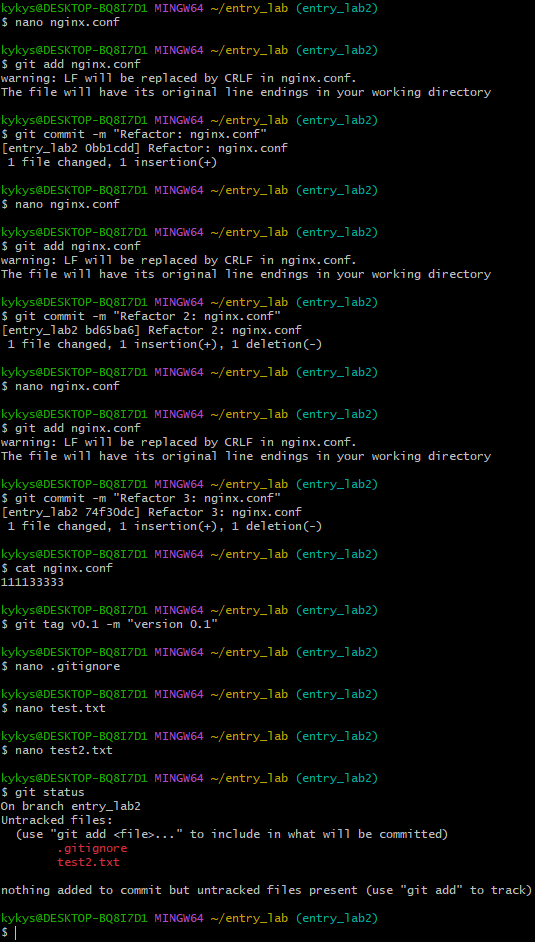 kykys@DESKTOP-BQ8I7D1 MINGW64 ~/entry_lab (entry_lab2)
$ nano nginx.conf
kykys@DESKTOP-BQ8I7D1 MINGW64 ~/entry_lab (entry_lab2)
$ git add nginx.conf
warning: LF will be replaced by CRLF in nginx.conf.
The file will have its original line endings in your working directory
kykys@DESKTOP-BQ8I7D1 MINGW64 ~/entry_lab (entry_lab2)
$ git commit -m "Refactor: nginx.conf"
[entry_lab2 0bb1cdd] Refactor: nginx.conf
 1 file changed, 1 insertion(+)
kykys@DESKTOP-BQ8I7D1 MINGW64 ~/entry_lab (entry_lab2)
$ nano nginx.conf
kykys@DESKTOP-BQ8I7D1 MINGW64 ~/entry_lab (entry_lab2)
$ git add nginx.conf
warning: LF will be replaced by CRLF in nginx.conf.
The file will have its original line endings in your working directory
kykys@DESKTOP-BQ8I7D1 MINGW64 ~/entry_lab (entry_lab2)
$ git commit -m "Refactor 2: nginx.conf"
[entry_lab2 bd65ba6] Refactor 2: nginx.conf
 1 file changed, 1 insertion(+), 1 deletion(-)
kykys@DESKTOP-BQ8I7D1 MINGW64 ~/entry_lab (entry_lab2)
$ nano nginx.conf
kykys@DESKTOP-BQ8I7D1 MINGW64 ~/entry_lab (entry_lab2)
$ git add nginx.conf
warning: LF will be replaced by CRLF in nginx.conf.
The file will have its original line endings in your working directory
kykys@DESKTOP-BQ8I7D1 MINGW64 ~/entry_lab (entry_lab2)
$ git commit -m "Refactor 3: nginx.conf"
[entry_lab2 74f30dc] Refactor 3: nginx.conf
 1 file changed, 1 insertion(+), 1 deletion(-)
kykys@DESKTOP-BQ8I7D1 MINGW64 ~/entry_lab (entry_lab2)
$ cat nginx.conf
111133333
kykys@DESKTOP-BQ8I7D1 MINGW64 ~/entry_lab (entry_lab2)
$ git tag v0.1 -m "version 0.1"
kykys@DESKTOP-BQ8I7D1 MINGW64 ~/entry_lab (entry_lab2)
$ nano .gitignore
kykys@DESKTOP-BQ8I7D1 MINGW64 ~/entry_lab (entry_lab2)
$ nano test.txt
kykys@DESKTOP-BQ8I7D1 MINGW64 ~/entry_lab (entry_lab2)
$ nano test2.txt
kykys@DESKTOP-BQ8I7D1 MINGW64 ~/entry_lab (entry_lab2)
$ git status
On branch entry_lab2
Untracked files:
  (use "git add <file>..." to include in what will be committed)
        .gitignore
        test2.txt
nothing added to commit but untracked files present (use "git add" to track)
kykys@DESKTOP-BQ8I7D1 MINGW64 ~/entry_lab (entry_lab2)
$